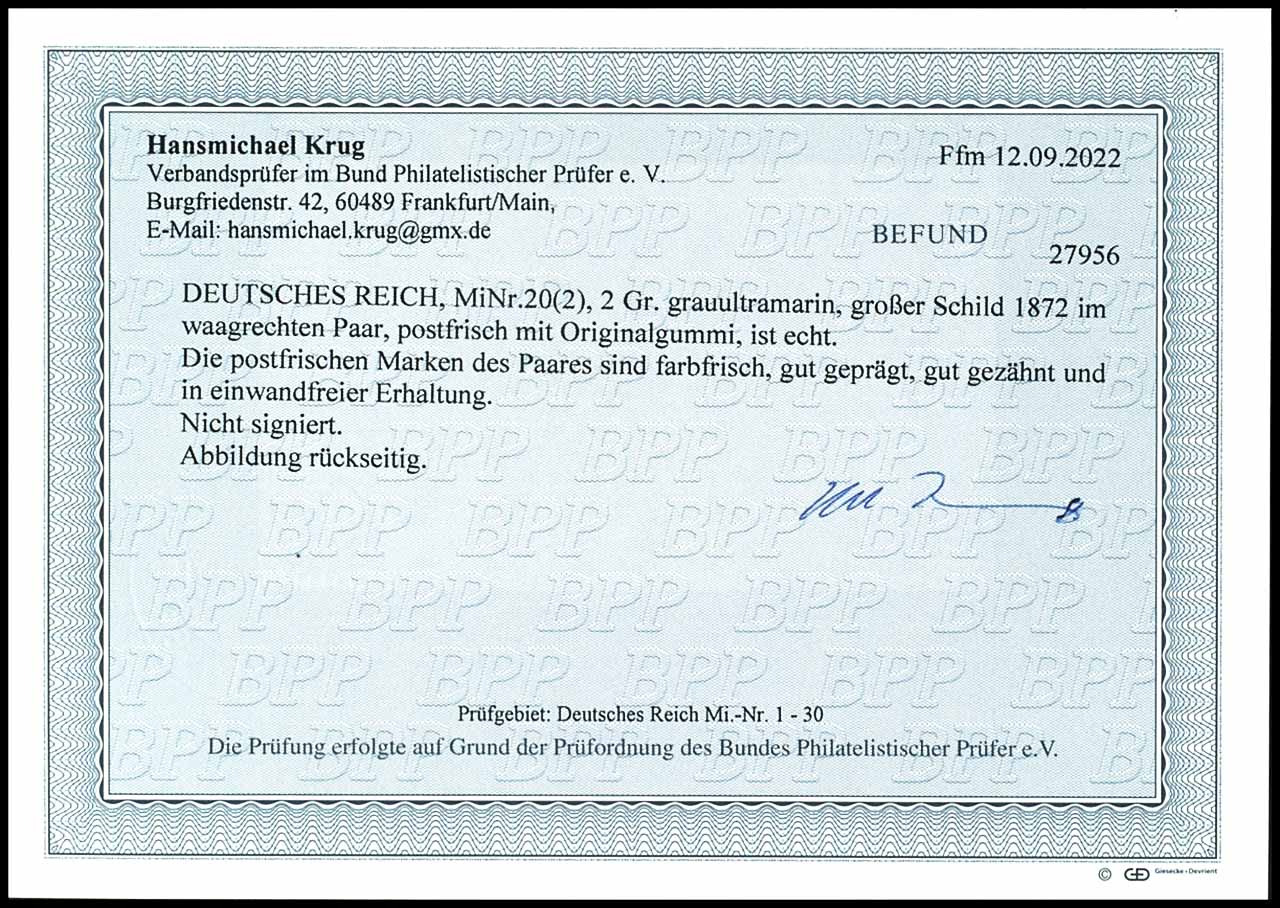 Hansmichael Krug
Verbandsprüfer im Bund Philatelistischer Prüfer e. V.
Burgfriedenstr. 42, 60489 Frankfurt/Main,
E-Mail: hansmichael.krug@gmx.de
Ffm 12.09.2022
BEFUND
27956
DEUTSCHES REICH, MiNr.20(2), 2 Gr. grauultramarin, großer Schild 1872 im
waagrechten Paar, postfrisch mit Originalgummi, ist echt.
Die postfrischen Marken des Paares sind farbfrisch, gut geprägt, gut gezähnt und
in einwandfreier Erhaltung.
Nicht signiert.
Abbildung rückseitig.
Prüfgebiet: Deutsches Reich Mi.-Nr. 1 - 30
Die Prüfung erfolgte auf Grund der Prüfordnung des Bundes Philatelistischer Prüfer e.V.
© GD Giesecke & Devrient